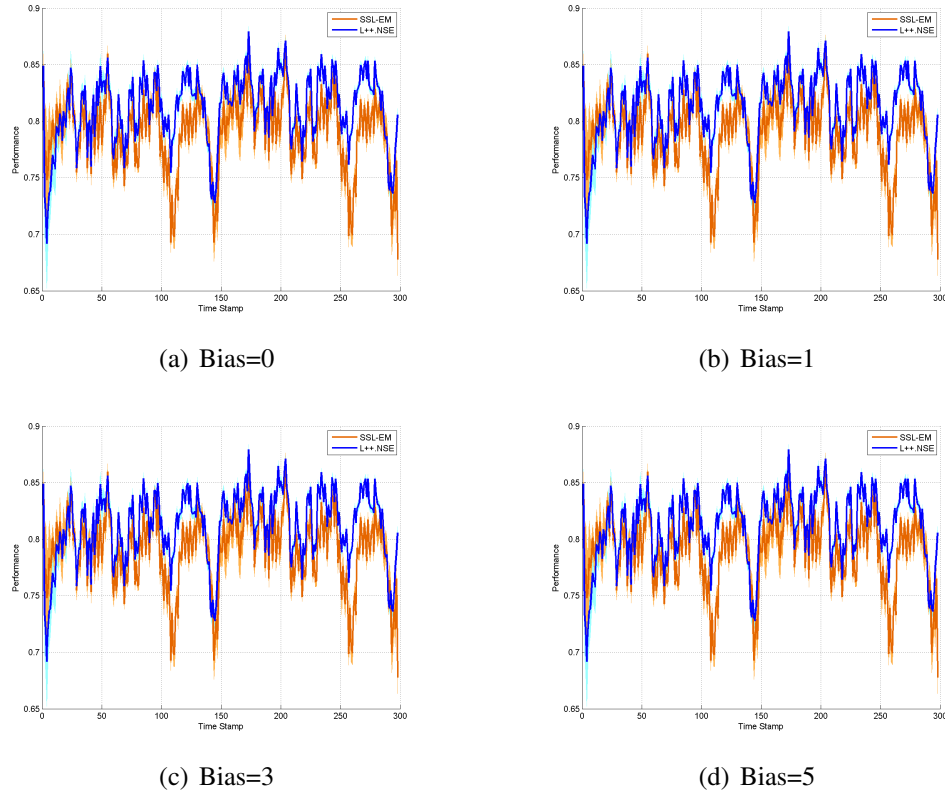 0.9
0.85
0.8
0.75
0.7
0.65
0
50
100
150
200
250
300
Performance
Time Stamp
SSL-EM
L++.NSE
(a) Bias=0
0.9
0.85
0.8
0.75
0.7
0.65
0
50
100
150
200
250
300
Performance
Time Stamp
SSL-EM
L++.NSE
(b) Bias=1
0.9
0.85
0.8
0.75
0.7
0.65
0
50
100
150
200
250
300
Performance
Time Stamp
SSL-EM
L++.NSE
(c) Bias=3
0.9
0.85
0.8
0.75
0.7
0.65
0
50
100
150
200
250
300
Performance
Time Stamp
SSL-EM
L++.NSE
(d) Bias=5